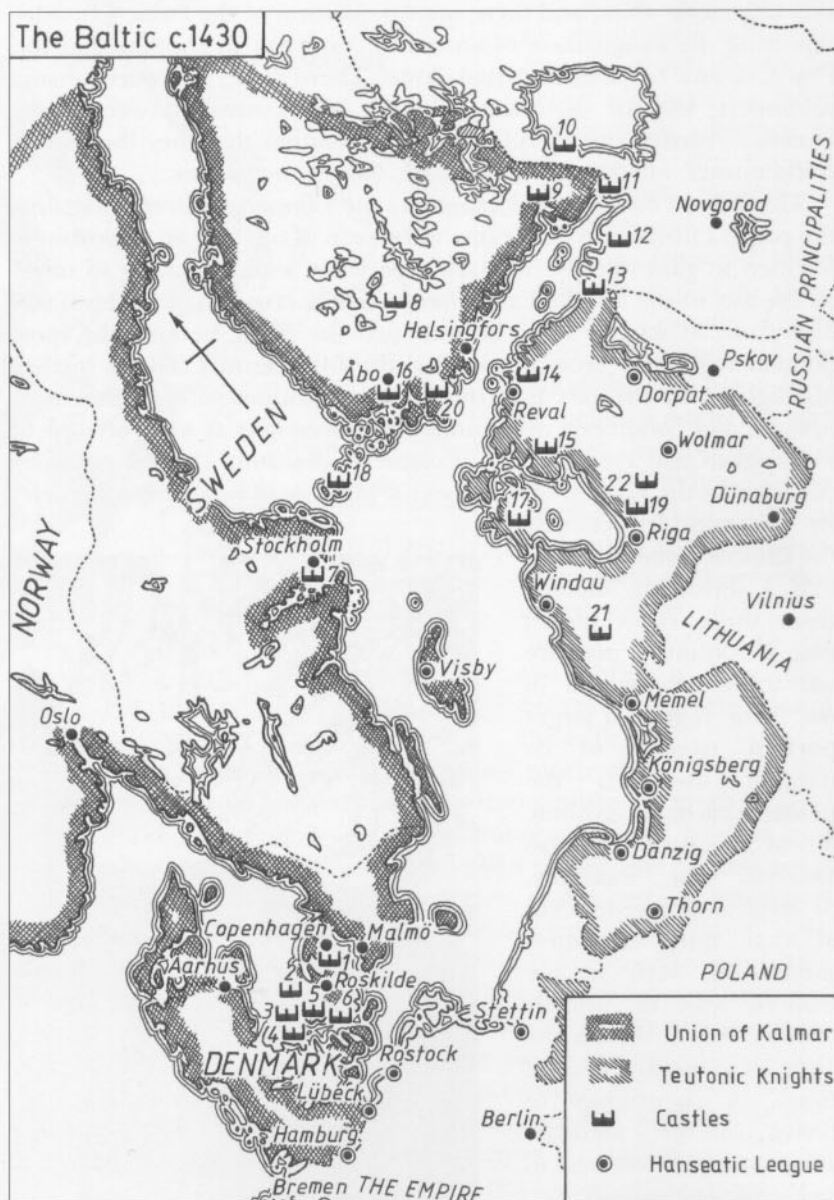 The Baltic c.1430
10
9
11
Novgorod
12
13
8
Helsingfors
RUSSIAN PRINCIPALITIES
Åbo
16
20
14
Reval
Pskov
Dorpat
SWEDEN
15
Wolmar
18
22
17
19
Dünaburg
Stockholm
7
Riga
NORWAY
Windau
21
Vilnius
LITHUANIA
Visby
Memel
Oslo
Königsberg
Danzig
Thorn
Copenhagen
Malmö
1
Aarhus
2
Roskilde
POLAND
3
5
6
4
Stettin
DENMARK
Rostock
Lübeck
Hamburg
Berlin
Bremen
THE EMPIRE
Union of Kalmar
Teutonic Knights
Castles
Hanseatic League